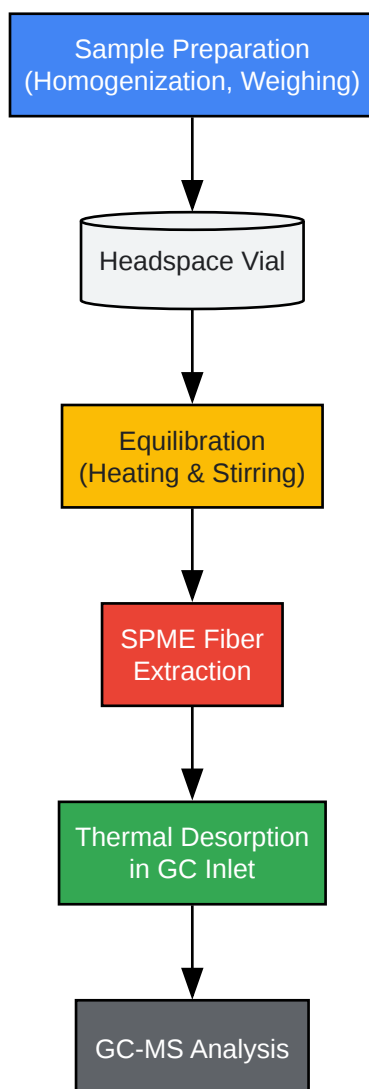 Sample Preparation
(Homogenization, Weighing)
Headspace Vial
Equilibration
(Heating & Stirring)
SPME Fiber
Extraction
Thermal Desorption
in GC Inlet
GC-MS Analysis